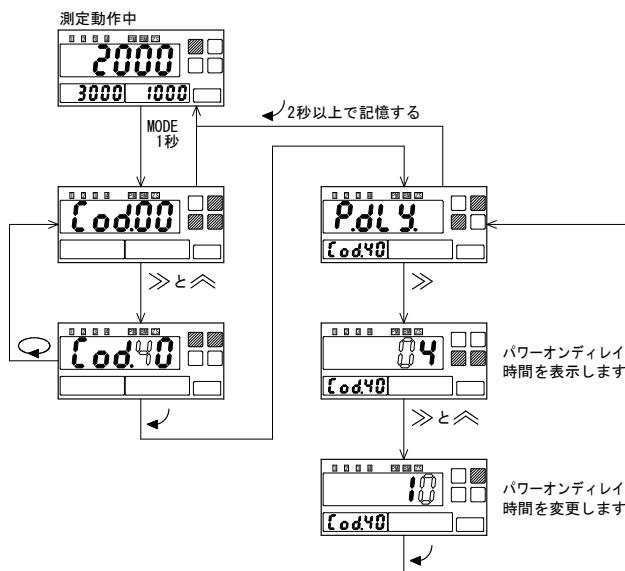 測定動作中
2000
3000 1000
MODE
1秒
2秒以上で記憶する
Cod.00
P.dLY.
Cod.40
≫と︽
≫
Cod.40
04
Cod.40
パワーオンディレイ
時間を表示します
≫と︽
10
Cod.40
パワーオンディレイ
時間を変更します